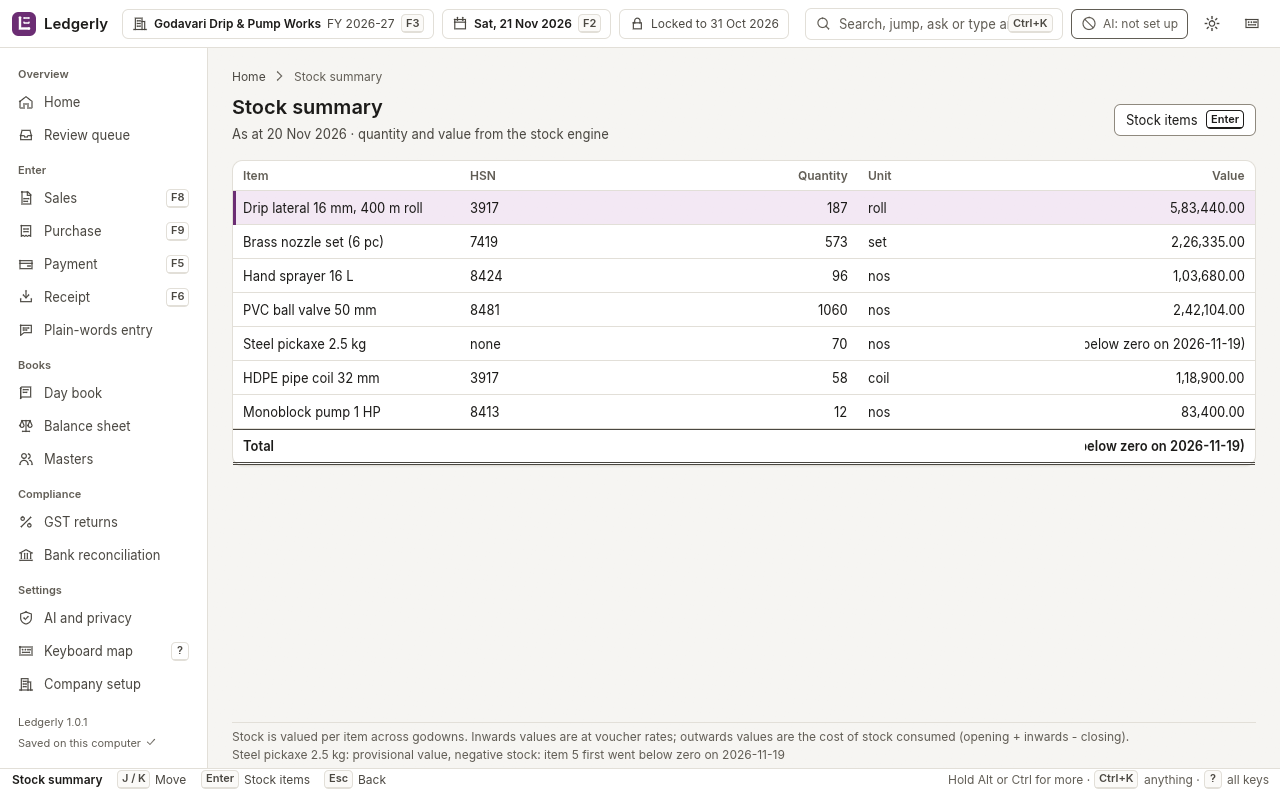 Ledgerly
Godavari Drip & Pump Works FY 2026-27 F3
Sat, 21 Nov 2026 F2
Locked to 31 Oct 2026
Search, jump, ask or type a Ctrl+K
AI: not set up
Overview
Home
Review queue
Enter
Sales F8
Purchase F9
Payment F5
Receipt F6
Plain-words entry
Books
Day book
Balance sheet
Masters
Compliance
GST returns
Bank reconciliation
Settings
AI and privacy
Keyboard map ?
Company setup
Ledgerly 1.0.1
Saved on this computer
Home Stock summary
Stock summary
As at 20 Nov 2026 · quantity and value from the stock engine
Stock items Enter
Item HSN Quantity Unit Value
Drip lateral 16 mm, 400 m roll 3917 187 roll 5,83,440.00
Brass nozzle set (6 pc) 7419 573 set 2,26,335.00
Hand sprayer 16 L 8424 96 nos 1,03,680.00
PVC ball valve 50 mm 8481 1060 nos 2,42,104.00
Steel pickaxe 2.5 kg none 70 nos below zero on 2026-11-19)
HDPE pipe coil 32 mm 3917 58 coil 1,18,900.00
Monoblock pump 1 HP 8413 12 nos 83,400.00
Total below zero on 2026-11-19)
Stock is valued per item across godowns. Inwards values are at voucher rates; outwards values are the cost of stock consumed (opening + inwards - closing).
Steel pickaxe 2.5 kg: provisional value, negative stock: item 5 first went below zero on 2026-11-19
Stock summary J / K Move Enter Stock items Esc Back
Hold Alt or Ctrl for more · Ctrl+K anything · ? all keys